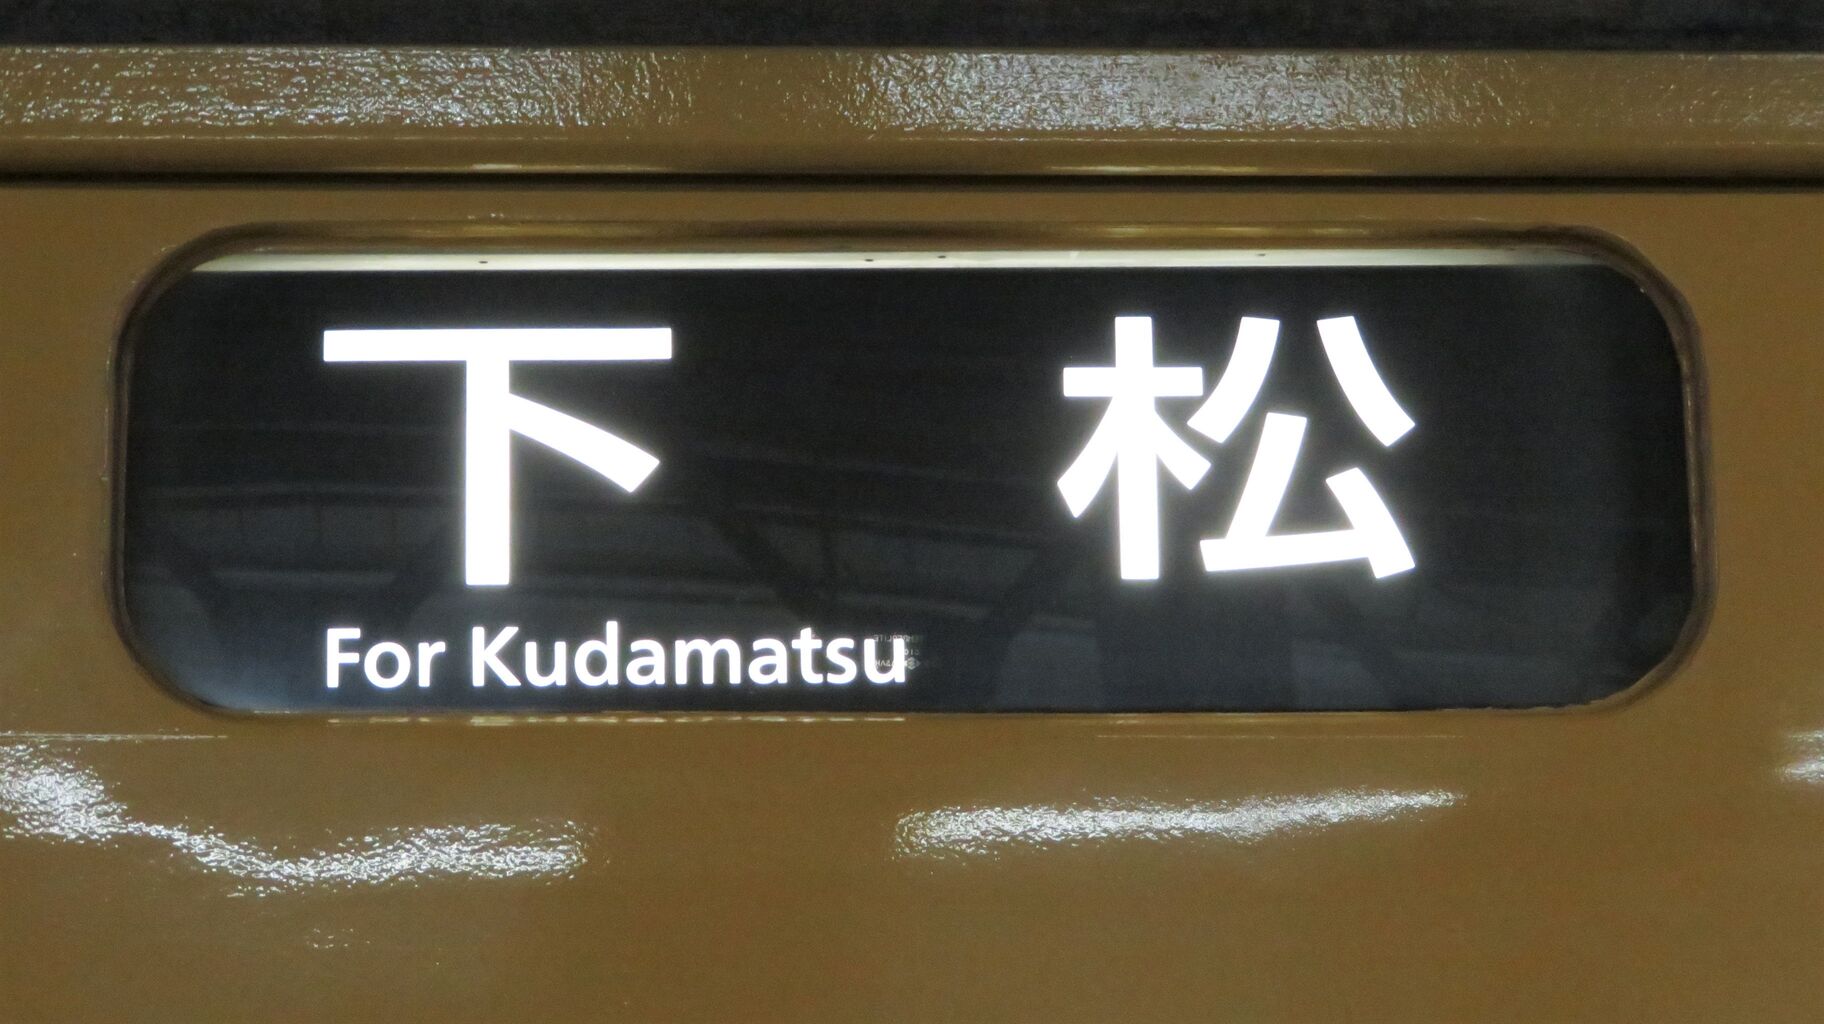 下松
For Kudamatsu